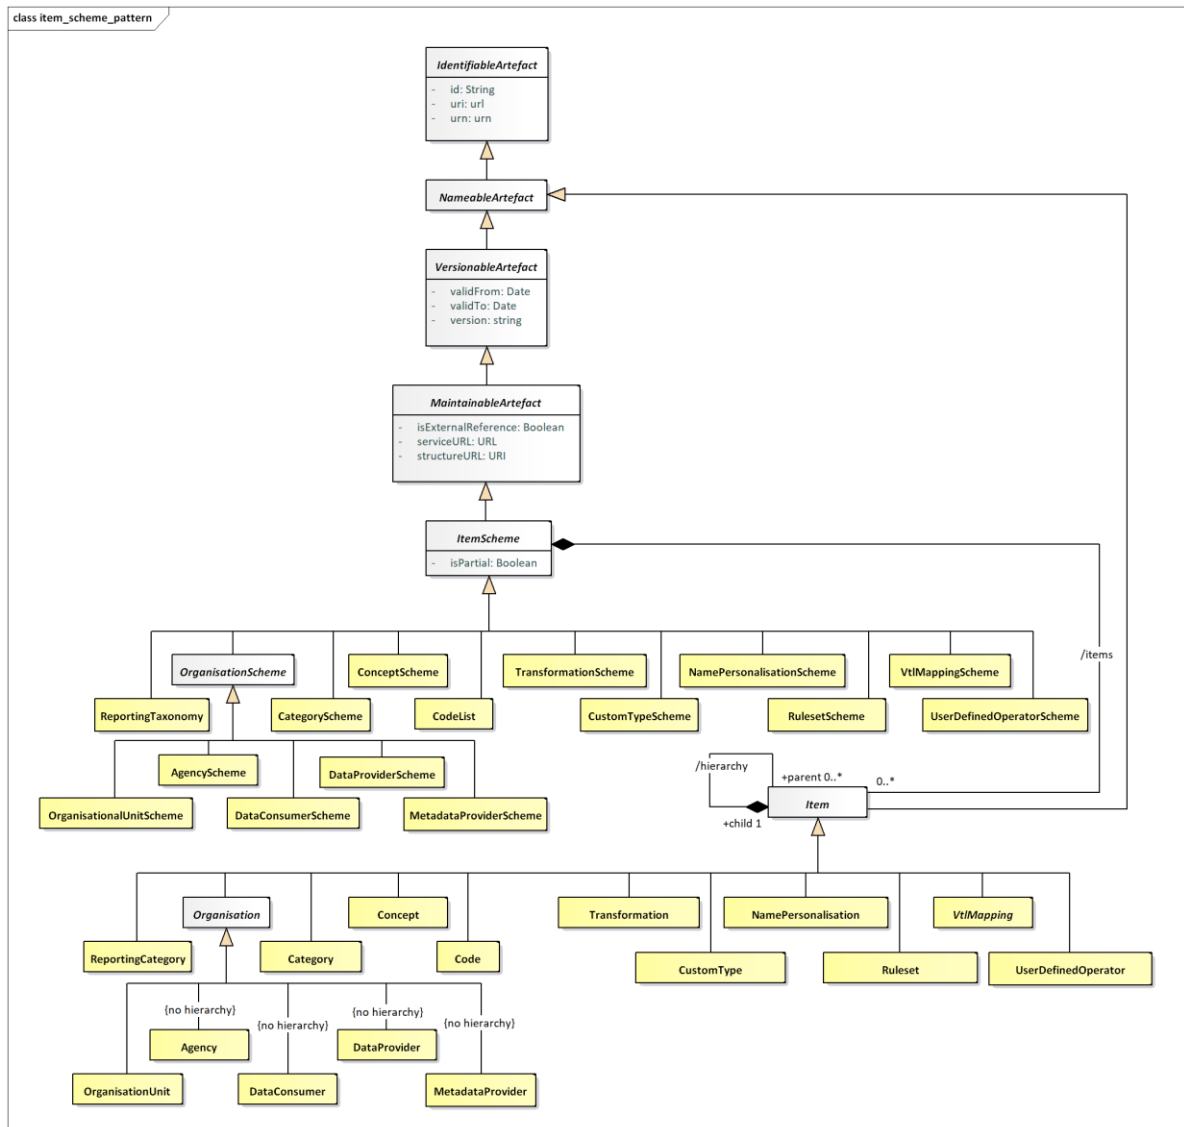 class item_scheme_pattern
IdentifiableArtefact
- id: String
- uri: url
- urn: urn
NameableArtefact
VersionableArtefact
- validFrom: Date
- validTo: Date
- version: string
MaintainableArtefact
- isExternalReference: Boolean
- serviceURL: URL
- structureURL: URI
ItemScheme
- isPartial: Boolean
/items
OrganisationScheme
ConceptScheme
TransformationScheme
NamePersonalisationScheme
VtlMappingScheme
ReportingTaxonomy
CategoryScheme
CodeList
CustomTypeScheme
RulesetScheme
UserDefinedOperatorScheme
AgencyScheme
DataProviderScheme
OrganisationalUnitScheme
DataConsumerScheme
MetadataProviderScheme
/hierarchy
+parent 0..*
0..*
Item
+child 1
Organisation
Concept
Transformation
NamePersonalisation
VtlMapping
ReportingCategory
Category
Code
CustomType
Ruleset
UserDefinedOperator
{no hierarchy}
{no hierarchy}
{no hierarchy}
{no hierarchy}
Agency
DataProvider
OrganisationUnit
DataConsumer
MetadataProvider